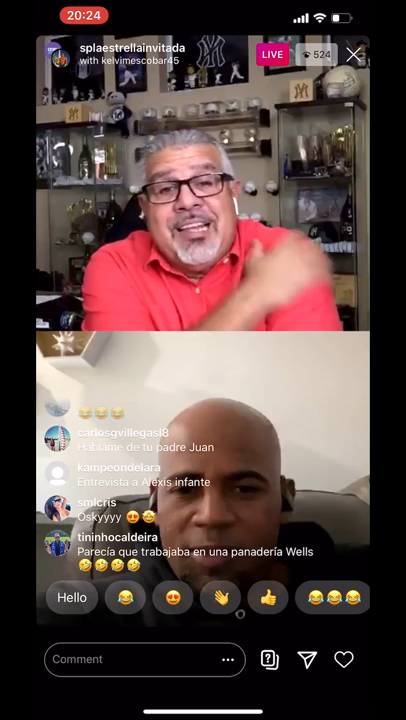 20:24
splaestrellainvitada
with kelvimescobar45
LIVE
524
😂😂😂
carlosgvillegas18
Háblame de tu padre Juan
kampeondelara
Entrevista a Alexis infante
smlcris
Oskyyyy 😍🤩
tininhocaldeira
Parecía que trabajaba en una panadería Wells
🤣🤣🤣🤣
Hello 😂 😍 👋 👍 😂😂😂
Comment